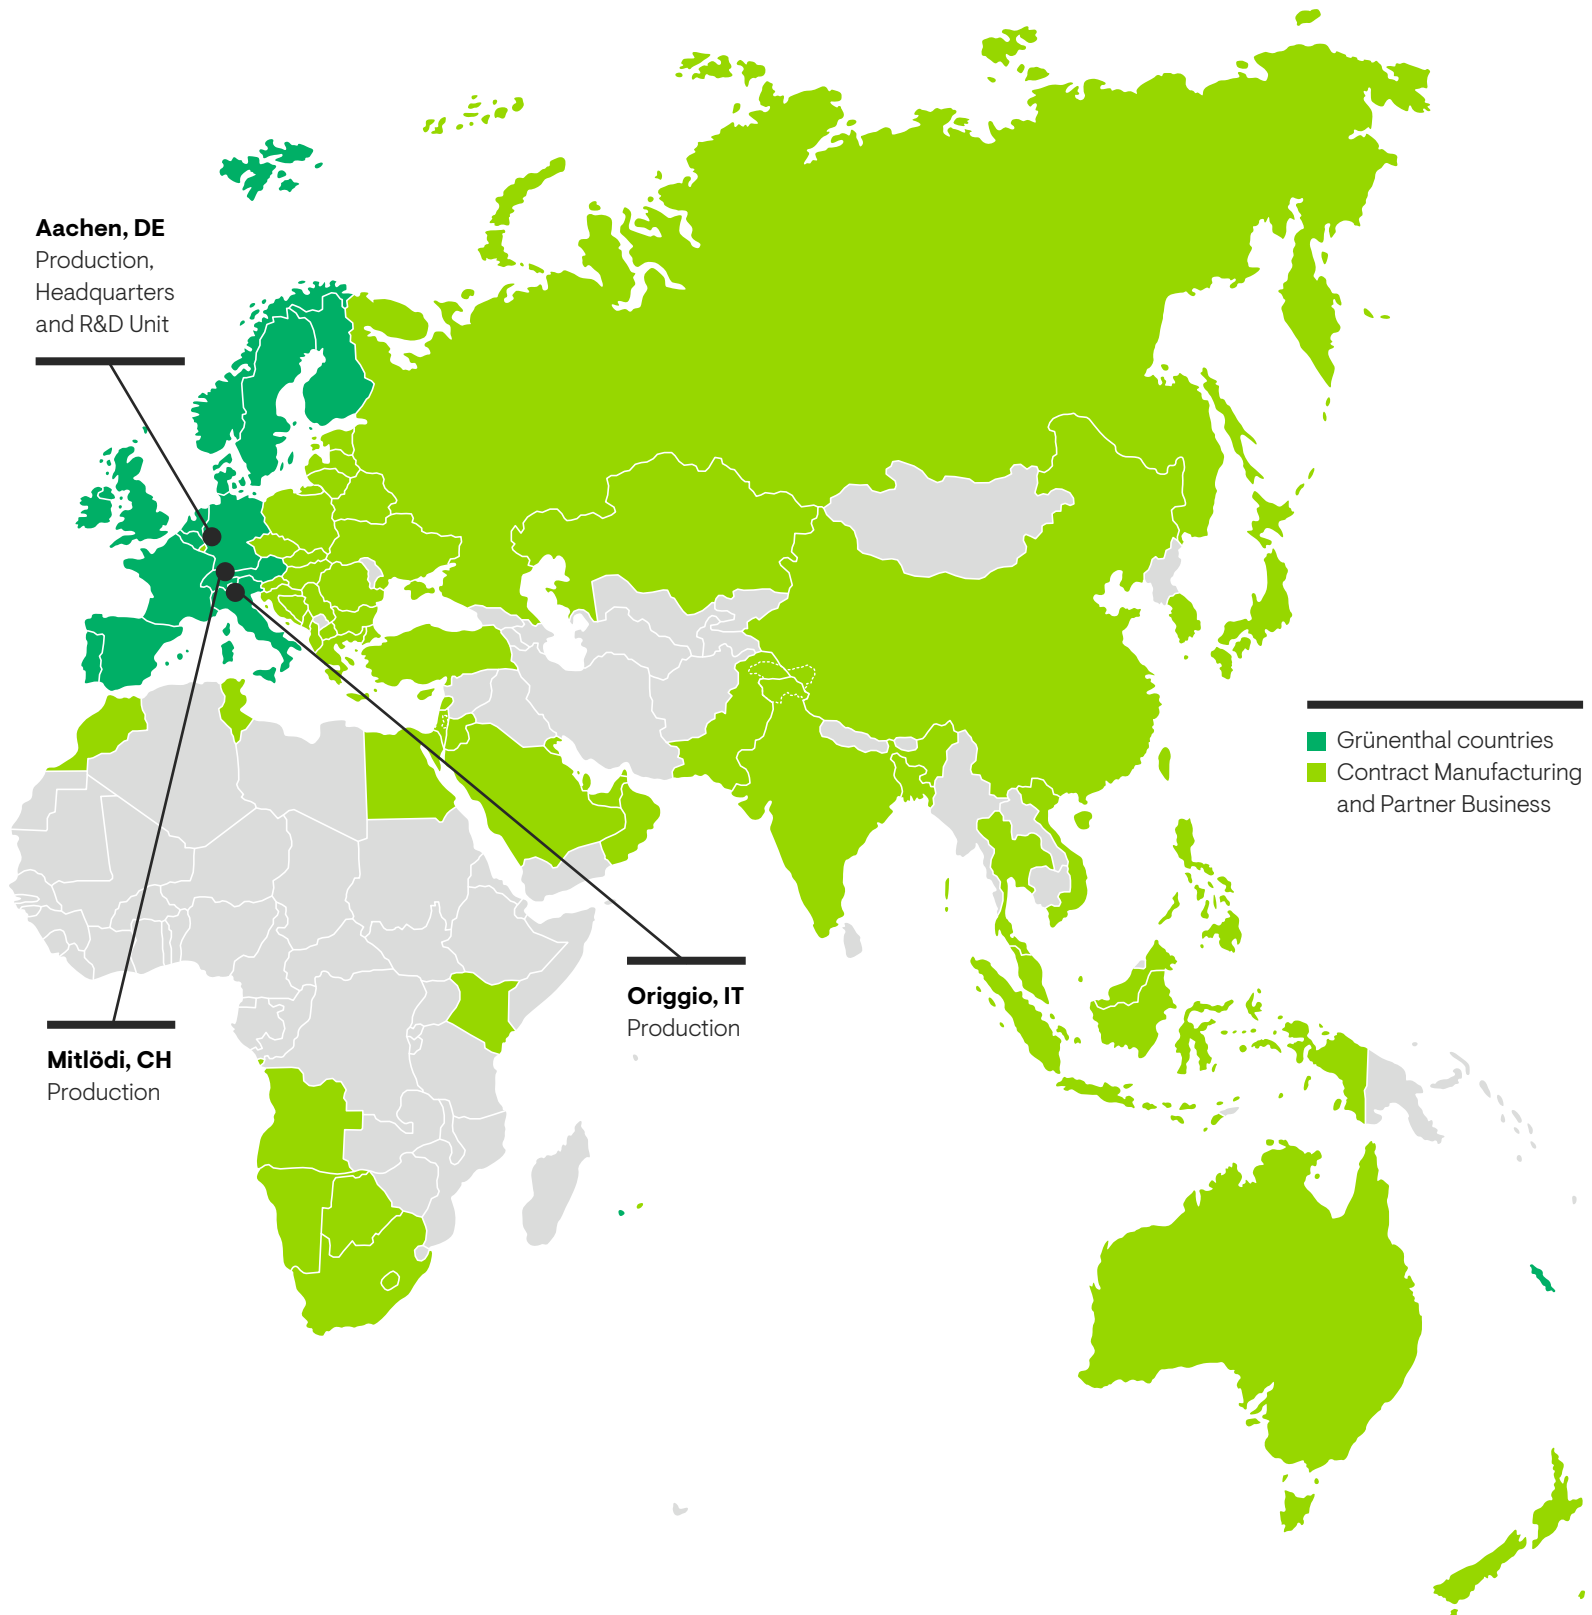 Aachen, DE
Production,
Headquarters
and R&D Unit
Grünenthal countries
Contract Manufacturing
and Partner Business
Origgio, IT
Production
Mitlödi, CH
Production